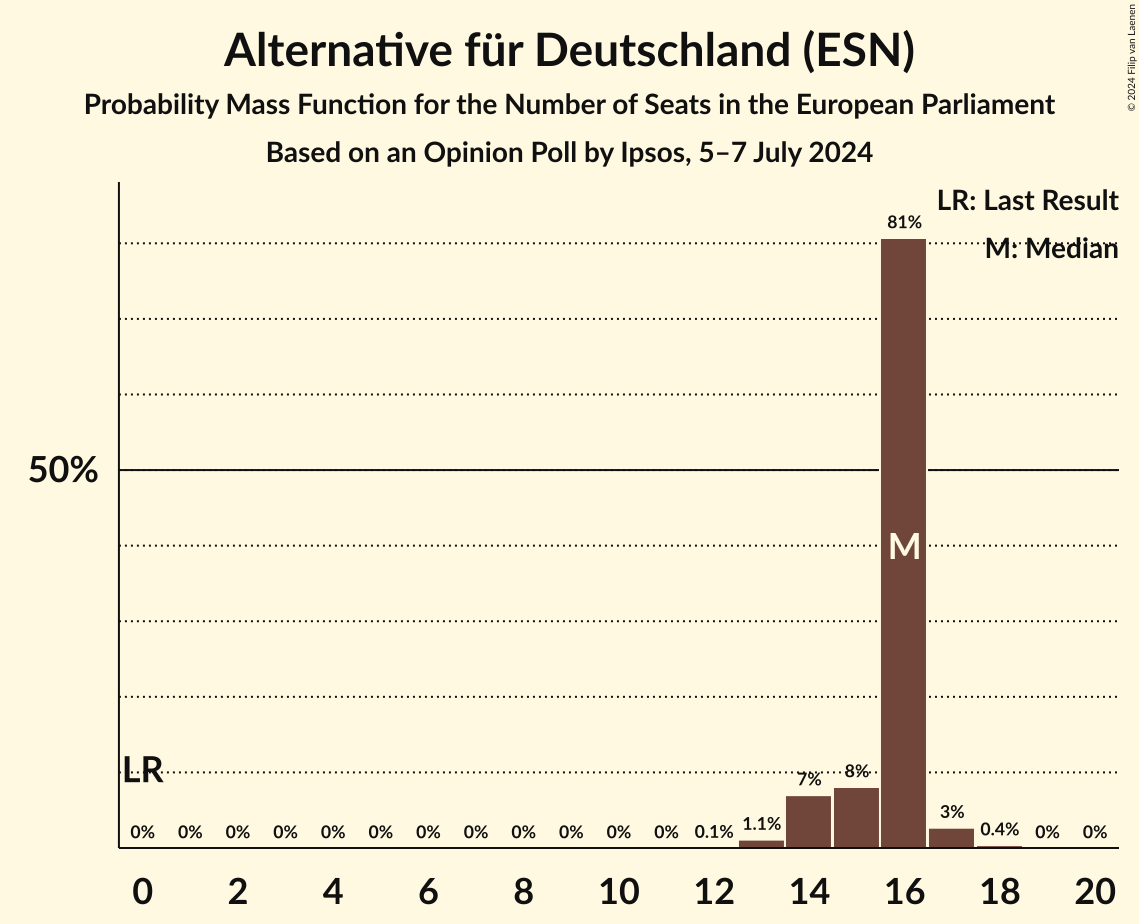 Alternative für Deutschland (ESN)
Probability Mass Function for the Number of Seats in the European Parliament
Based on an Opinion Poll by Ipsos, 5–7 July 2024
© 2024 Filip van Laenen
LR: Last Result
M: Median
81%
50%
M
LR
0% 0% 0% 0% 0% 0% 0% 0% 0% 0% 0% 0% 0.1% 1.1% 7% 8% 3% 0.4% 0% 0%
0 2 4 6 8 10 12 14 16 18 20